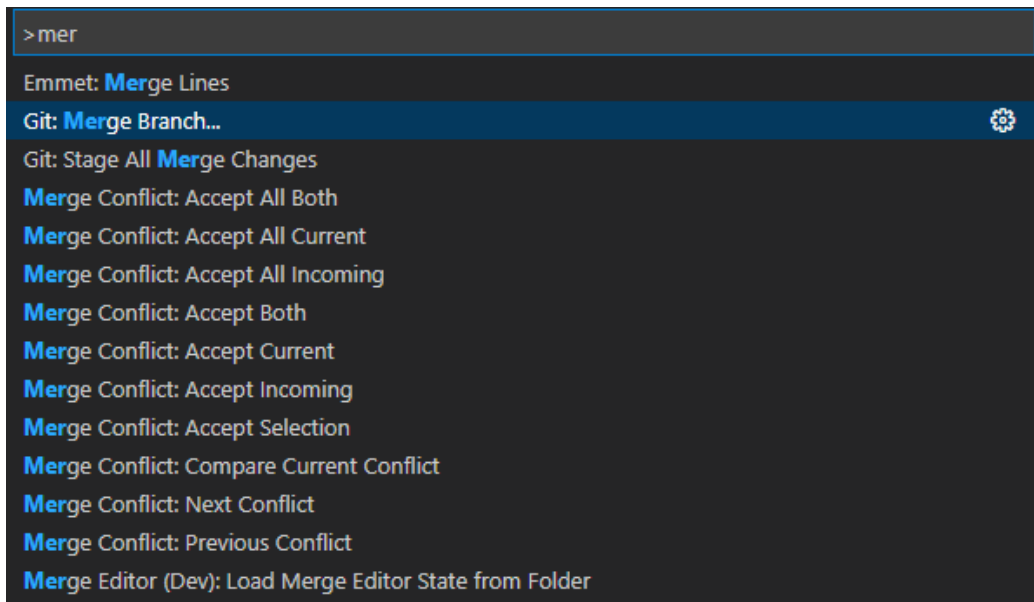 >mer
Emmet: Merge Lines
Git: Merge Branch...
Git: Stage All Merge Changes
Merge Conflict: Accept All Both
Merge Conflict: Accept All Current
Merge Conflict: Accept All Incoming
Merge Conflict: Accept Both
Merge Conflict: Accept Current
Merge Conflict: Accept Incoming
Merge Conflict: Accept Selection
Merge Conflict: Compare Current Conflict
Merge Conflict: Next Conflict
Merge Conflict: Previous Conflict
Merge Editor (Dev): Load Merge Editor State from Folder